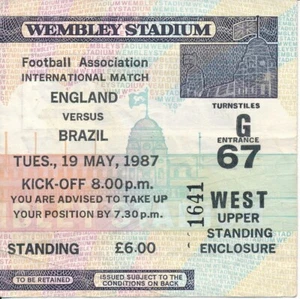 WEMBLEY STADIUM
Football Association
INTERNATIONAL MATCH
ENGLAND
VERSUS
BRAZIL
TUES., 19 MAY, 1987
KICK-OFF 8.00p.m.
YOU ARE ADVISED TO TAKE UP
YOUR POSITION BY 7.30 p.m.
STANDING £6.00
TO BE RETAINED
ISSUED SUBJECT TO THE
CONDITIONS ON BACK
TURNSTILES
G
ENTRANCE
67
1641
WEST
UPPER
STANDING
ENCLOSURE